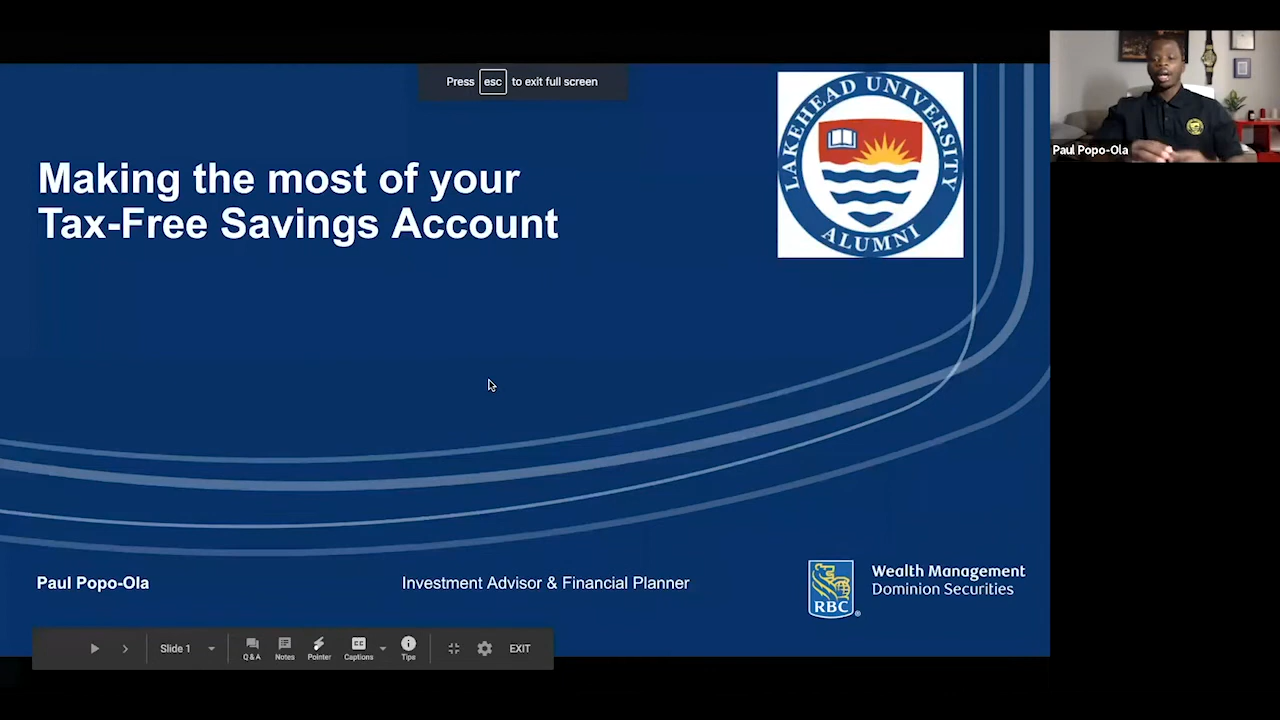 Press esc to exit full screen
LAKEHEAD UNIVERSITY
ALUMNI
Making the most of your
Tax-Free Savings Account
Paul Popo-Ola
Paul Popo-Ola
Investment Advisor & Financial Planner
RBC
®
Wealth Management
Dominion Securities
Slide 1
Q & A
Notes
Pointer
CC
Captions
Tips
EXIT